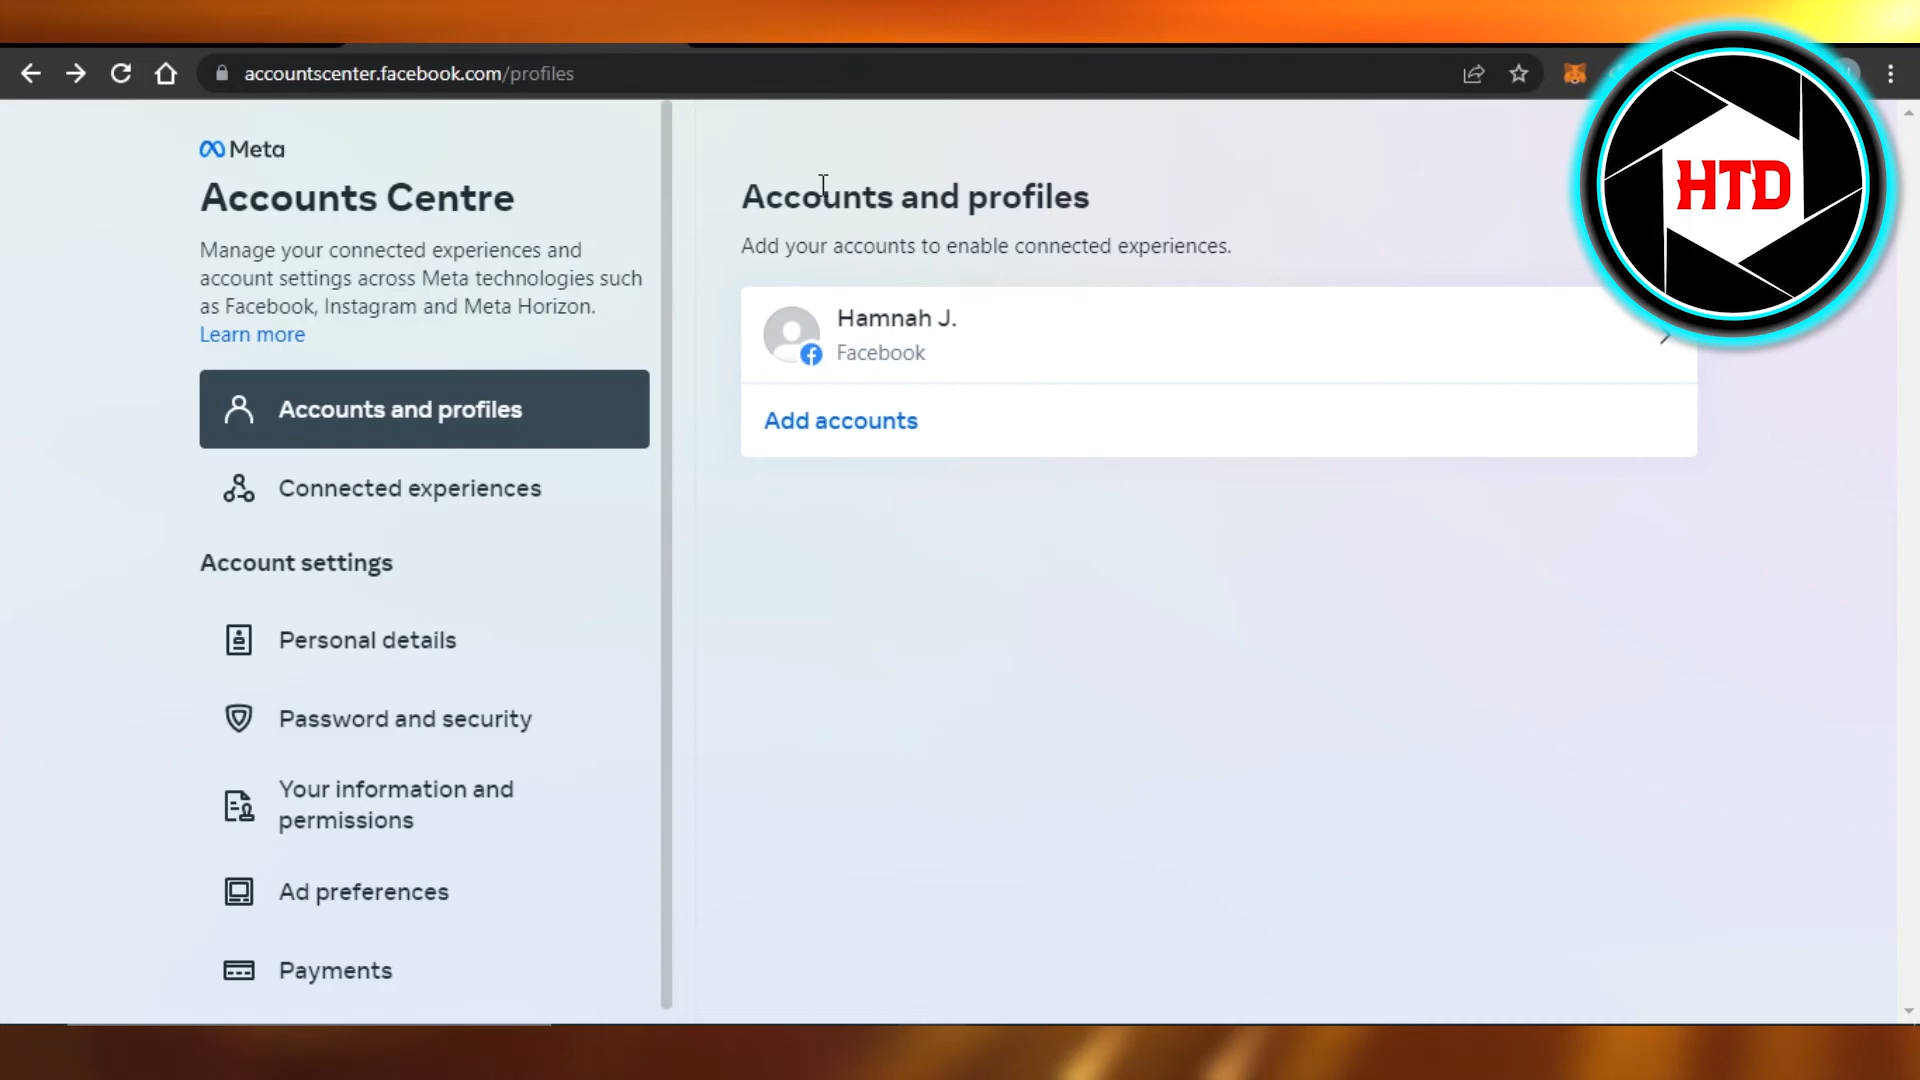 accountscenter.facebook.com/profiles
HTD
Meta
Accounts Centre
Manage your connected experiences and
account settings across Meta technologies such
as Facebook, Instagram and Meta Horizon.
Learn more
Accounts and profiles
Connected experiences
Account settings
Personal details
Password and security
Your information and
permissions
Ad preferences
Payments
Accounts and profiles
Add your accounts to enable connected experiences.
Hamnah J.
Facebook
Add accounts